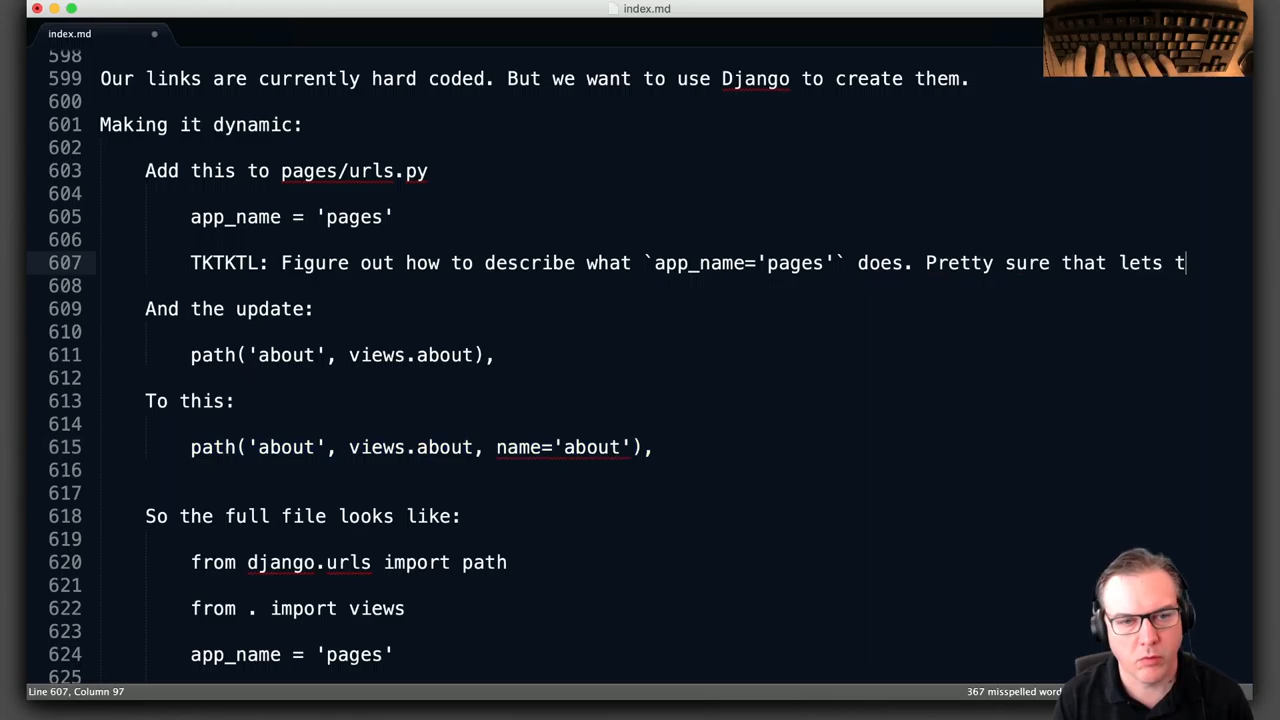 index.md
index.md
598
599 Our links are currently hard coded. But we want to use Django to create them.
600
601 Making it dynamic:
602
603 Add this to pages/urls.py
604
605 app_name = 'pages'
606
607 TKTKTL: Figure out how to describe what `app_name='pages'` does. Pretty sure that lets t
608
609 And the update:
610
611 path('about', views.about),
612
613 To this:
614
615 path('about', views.about, name='about'),
616
617
618 So the full file looks like:
619
620 from django.urls import path
621
622 from . import views
623
624 app_name = 'pages'
625
Line 607, Column 97
367 misspelled word